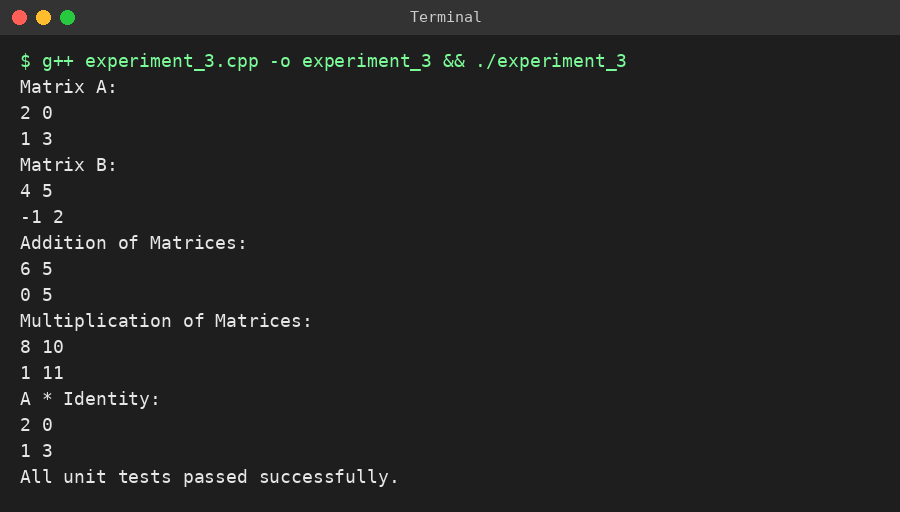 Terminal
$ g++ experiment_3.cpp -o experiment_3 && ./experiment_3
Matrix A:
2 0
1 3
Matrix B:
4 5
-1 2
Addition of Matrices:
6 5
0 5
Multiplication of Matrices:
8 10
1 11
A * Identity:
2 0
1 3
All unit tests passed successfully.